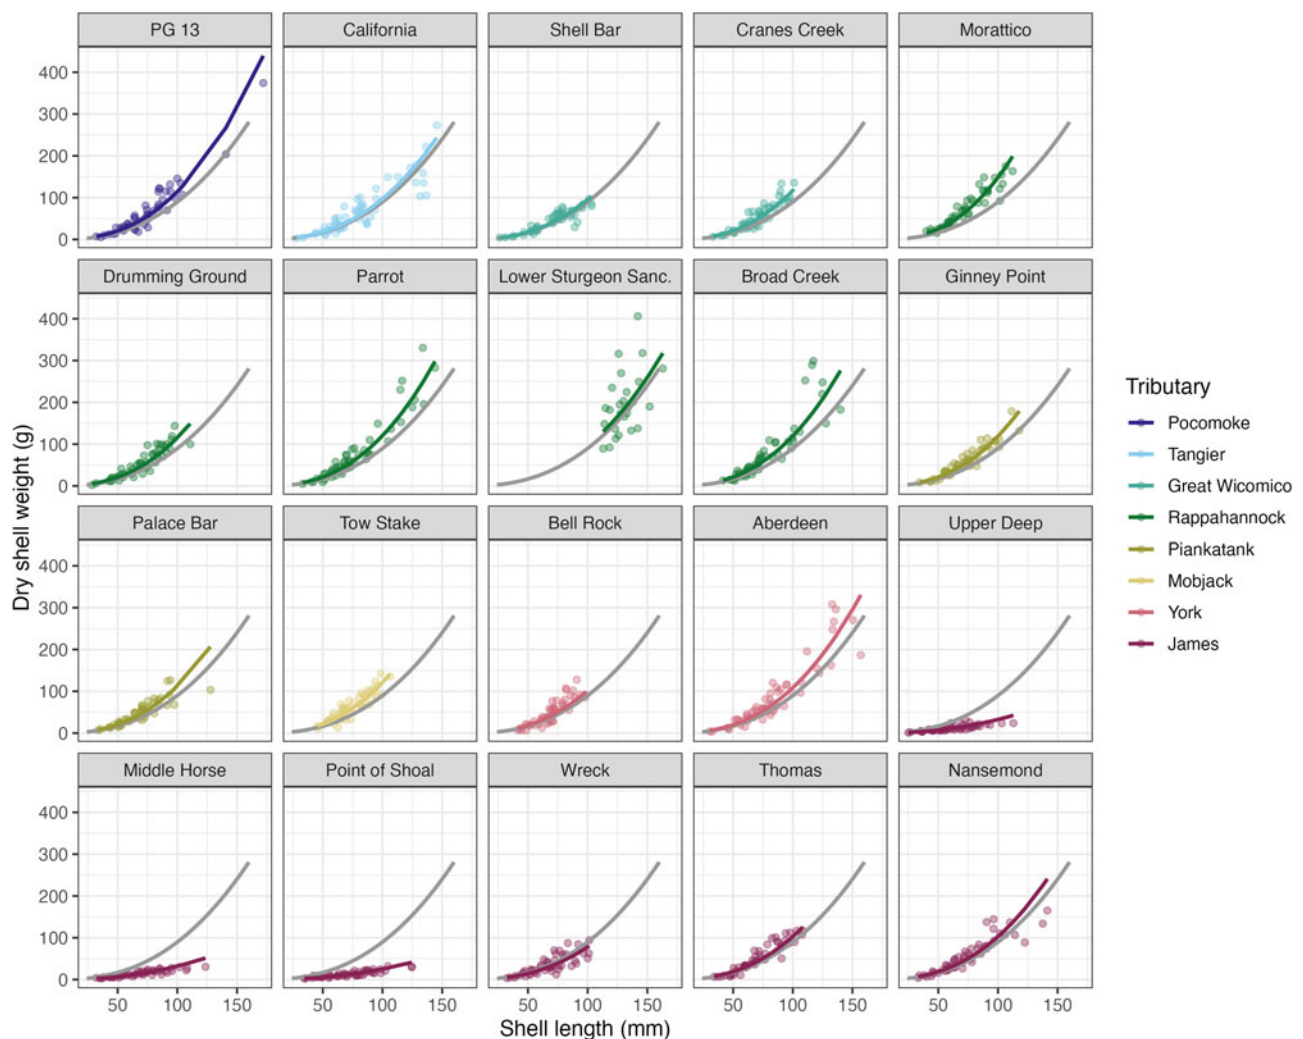 PG 13 California Shell Bar Cranes Creek Morattico
400
300
200
100
0
Drumming Ground Parrot Lower Sturgeon Sanc. Broad Creek Ginney Point
400
300
200
100
0
Tributary
Pocomoke
Tangier
Great Wicomico
Rappahannock
Piankatank
Mobjack
York
James
Dry shell weight (g)
Palace Bar Tow Stake Bell Rock Aberdeen Upper Deep
400
300
200
100
0
Middle Horse Point of Shoal Wreck Thomas Nansemond
400
300
200
100
0
50 100 150 50 100 150 50 100 150 50 100 150 50 100 150
Shell length (mm)